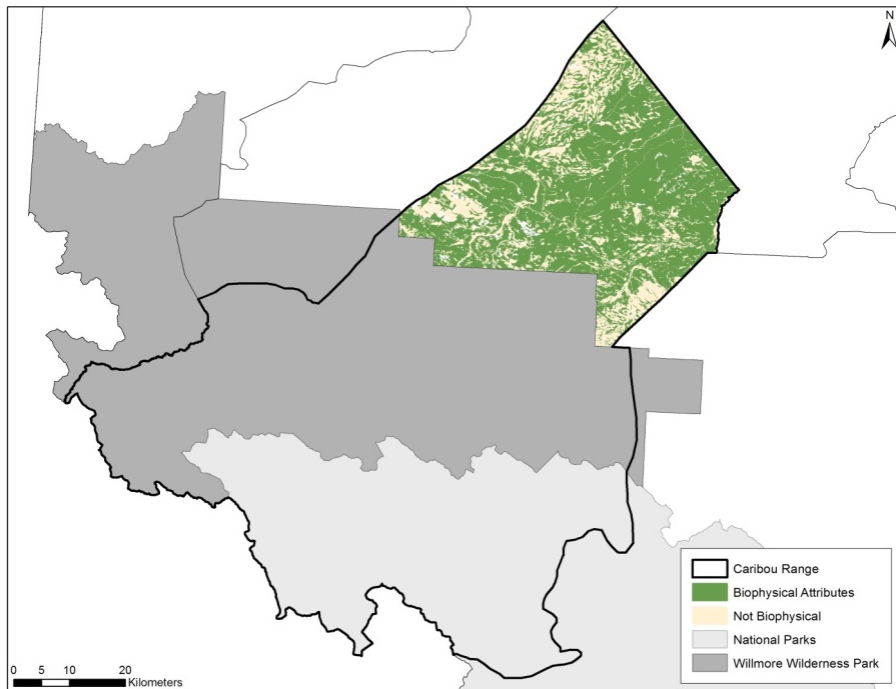 N
Caribou Range
Biophysical Attributes
Not Biophysical
National Parks
Willmore Wilderness Park
0 5 10 20
Kilometers